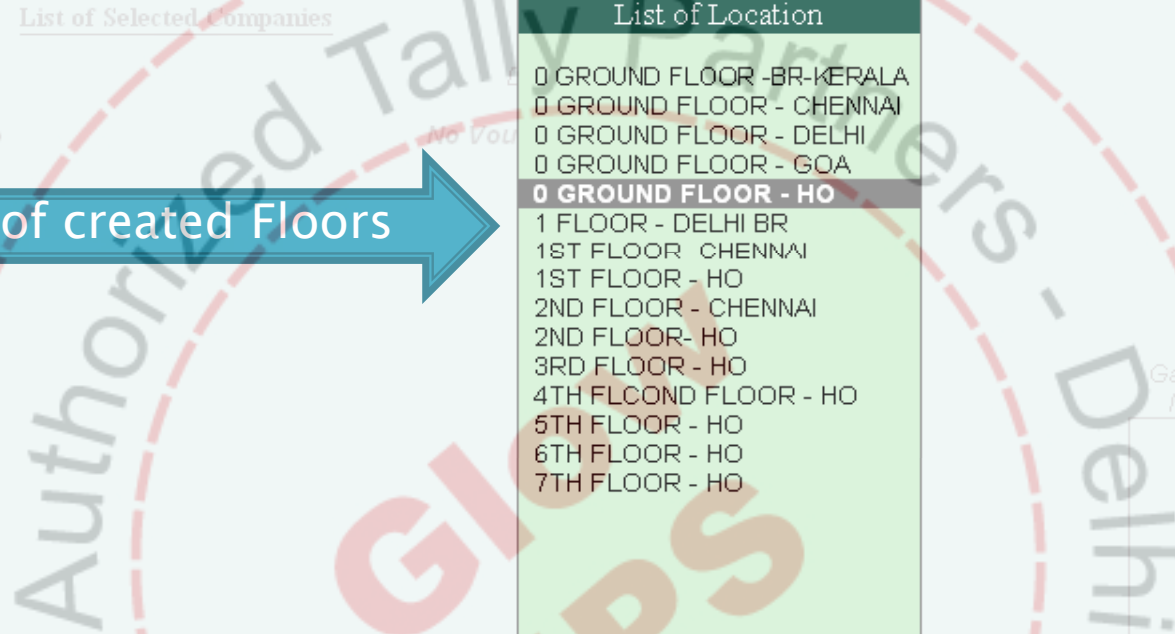 List of Selected Companies
List of Location
0 GROUND FLOOR -BR-KERALA
0 GROUND FLOOR - CHENNAI
0 GROUND FLOOR - DELHI
0 GROUND FLOOR - GOA
0 GROUND FLOOR - HO
1 FLOOR - DELHI BR
1ST FLOOR CHENNAI
1ST FLOOR - HO
2ND FLOOR - CHENNAI
2ND FLOOR- HO
3RD FLOOR - HO
4TH FLCOND FLOOR - HO
5TH FLOOR - HO
6TH FLOOR - HO
7TH FLOOR - HO
No Vou
of created Floors
Authorized Tally Partners - Delhi
Glow